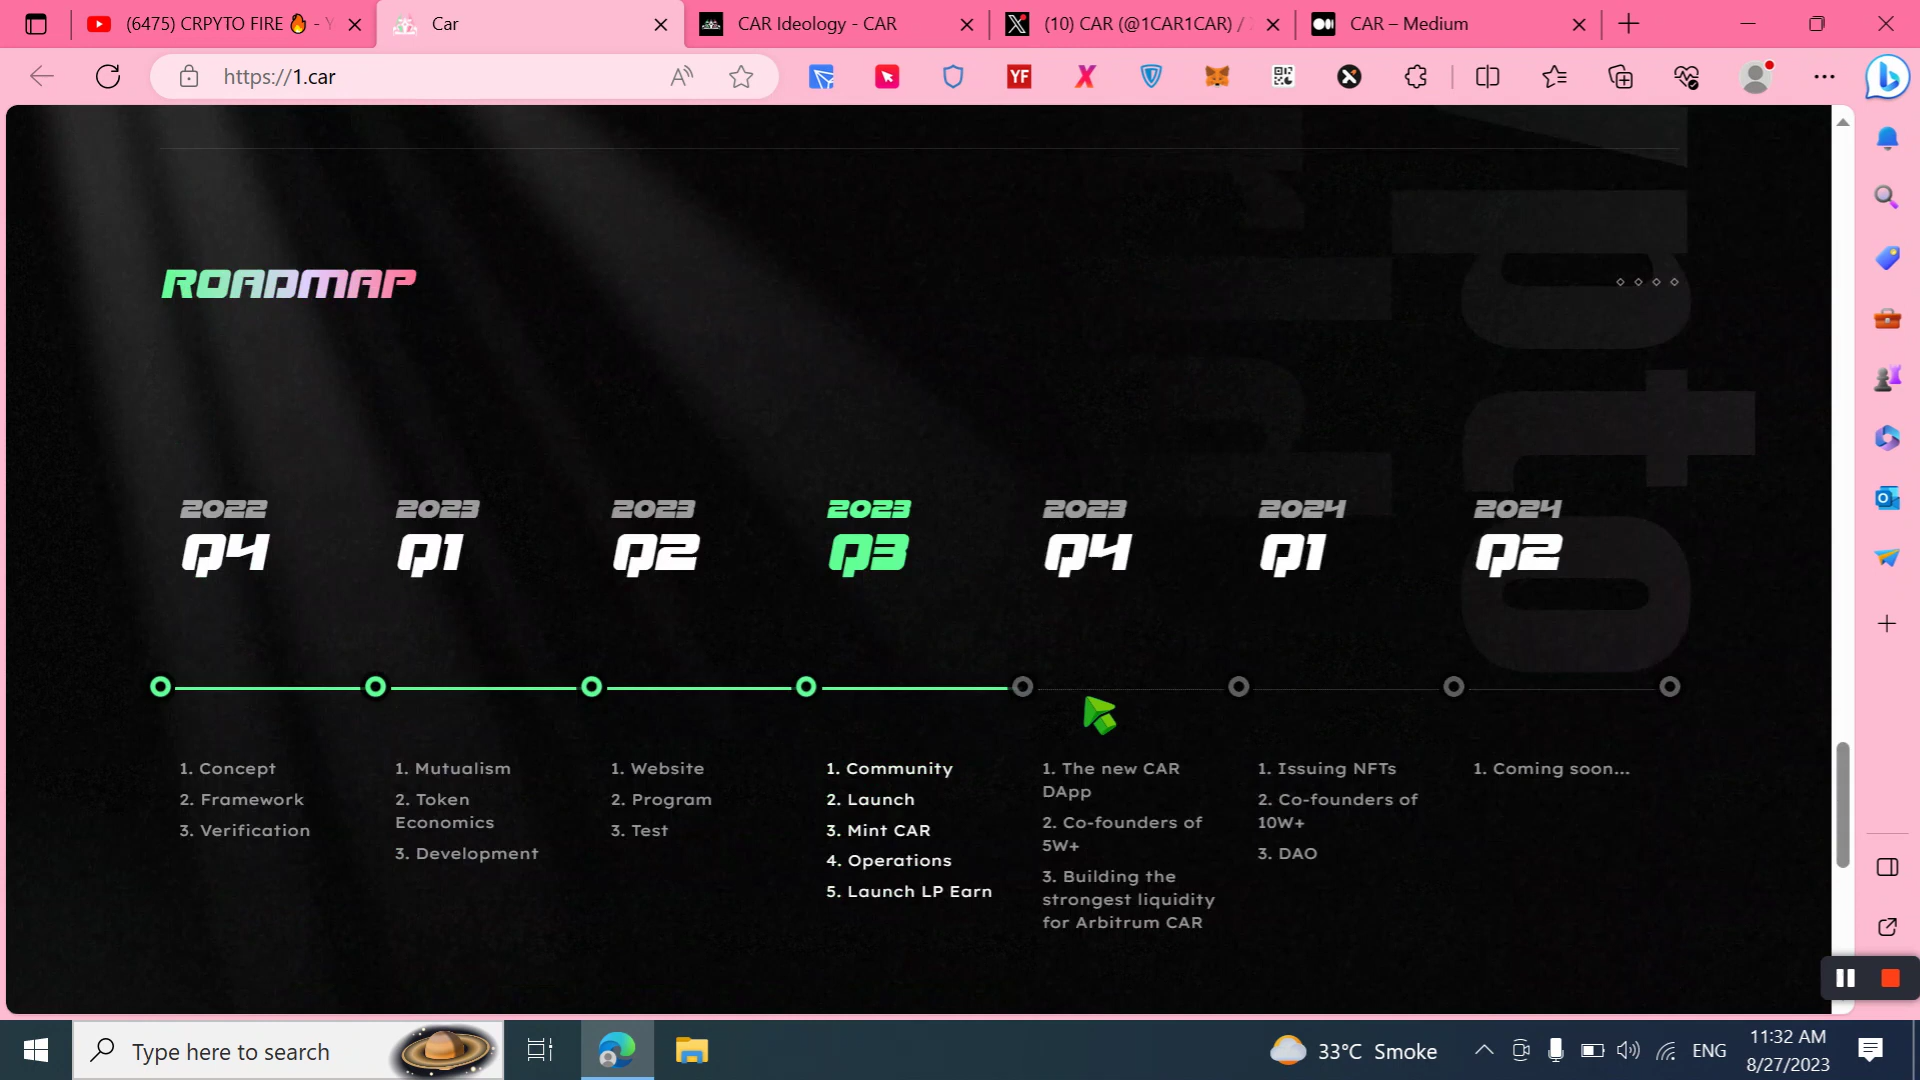 (6475) CRPYTO FIRE 🔥 - Y
Car
CAR Ideology - CAR
(10) CAR (@1CAR1CAR) /
CAR – Medium
https://1.car
YF
ROADMAP
2022
Q4
2023
Q1
2023
Q2
2023
Q3
2023
Q4
2024
Q1
2024
Q2
1. Concept
2. Framework
3. Verification
1. Mutualism
2. Token
Economics
3. Development
1. Website
2. Program
3. Test
1. Community
2. Launch
3. Mint CAR
4. Operations
5. Launch LP Earn
1. The new CAR
DApp
2. Co-founders of
5W+
3. Building the
strongest liquidity
for Arbitrum CAR
1. Issuing NFTs
2. Co-founders of
10W+
3. DAO
1. Coming soon...
Type here to search
33°C Smoke
ENG
11:32 AM
8/27/2023